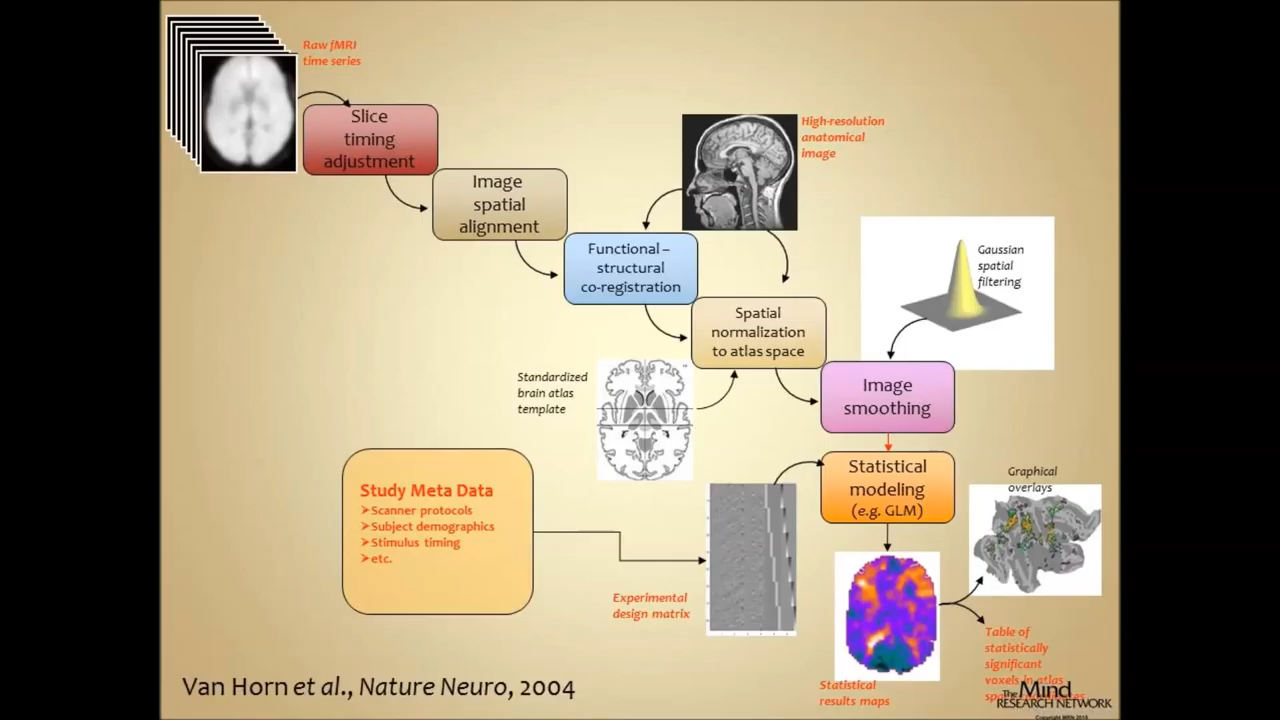 Raw fMRI
time series
Slice
timing
adjustment
Image
spatial
alignment
High-resolution
anatomical
image
Functional –
structural
co-registration
Gaussian
spatial
filtering
Spatial
normalization
to atlas space
Standardized
brain atlas
template
Image
smoothing
Statistical
modeling
(e.g. GLM)
Graphical
overlays
Study Meta Data
➢Scanner protocols
➢Subject demographics
➢Stimulus timing
➢etc.
Experimental
design matrix
Table of
statistically
significant
voxels in atlas
Statistical
results maps
Van Horn et al., Nature Neuro, 2004
The Mind
RESEARCH NETWORK
Copyright MRN 2010